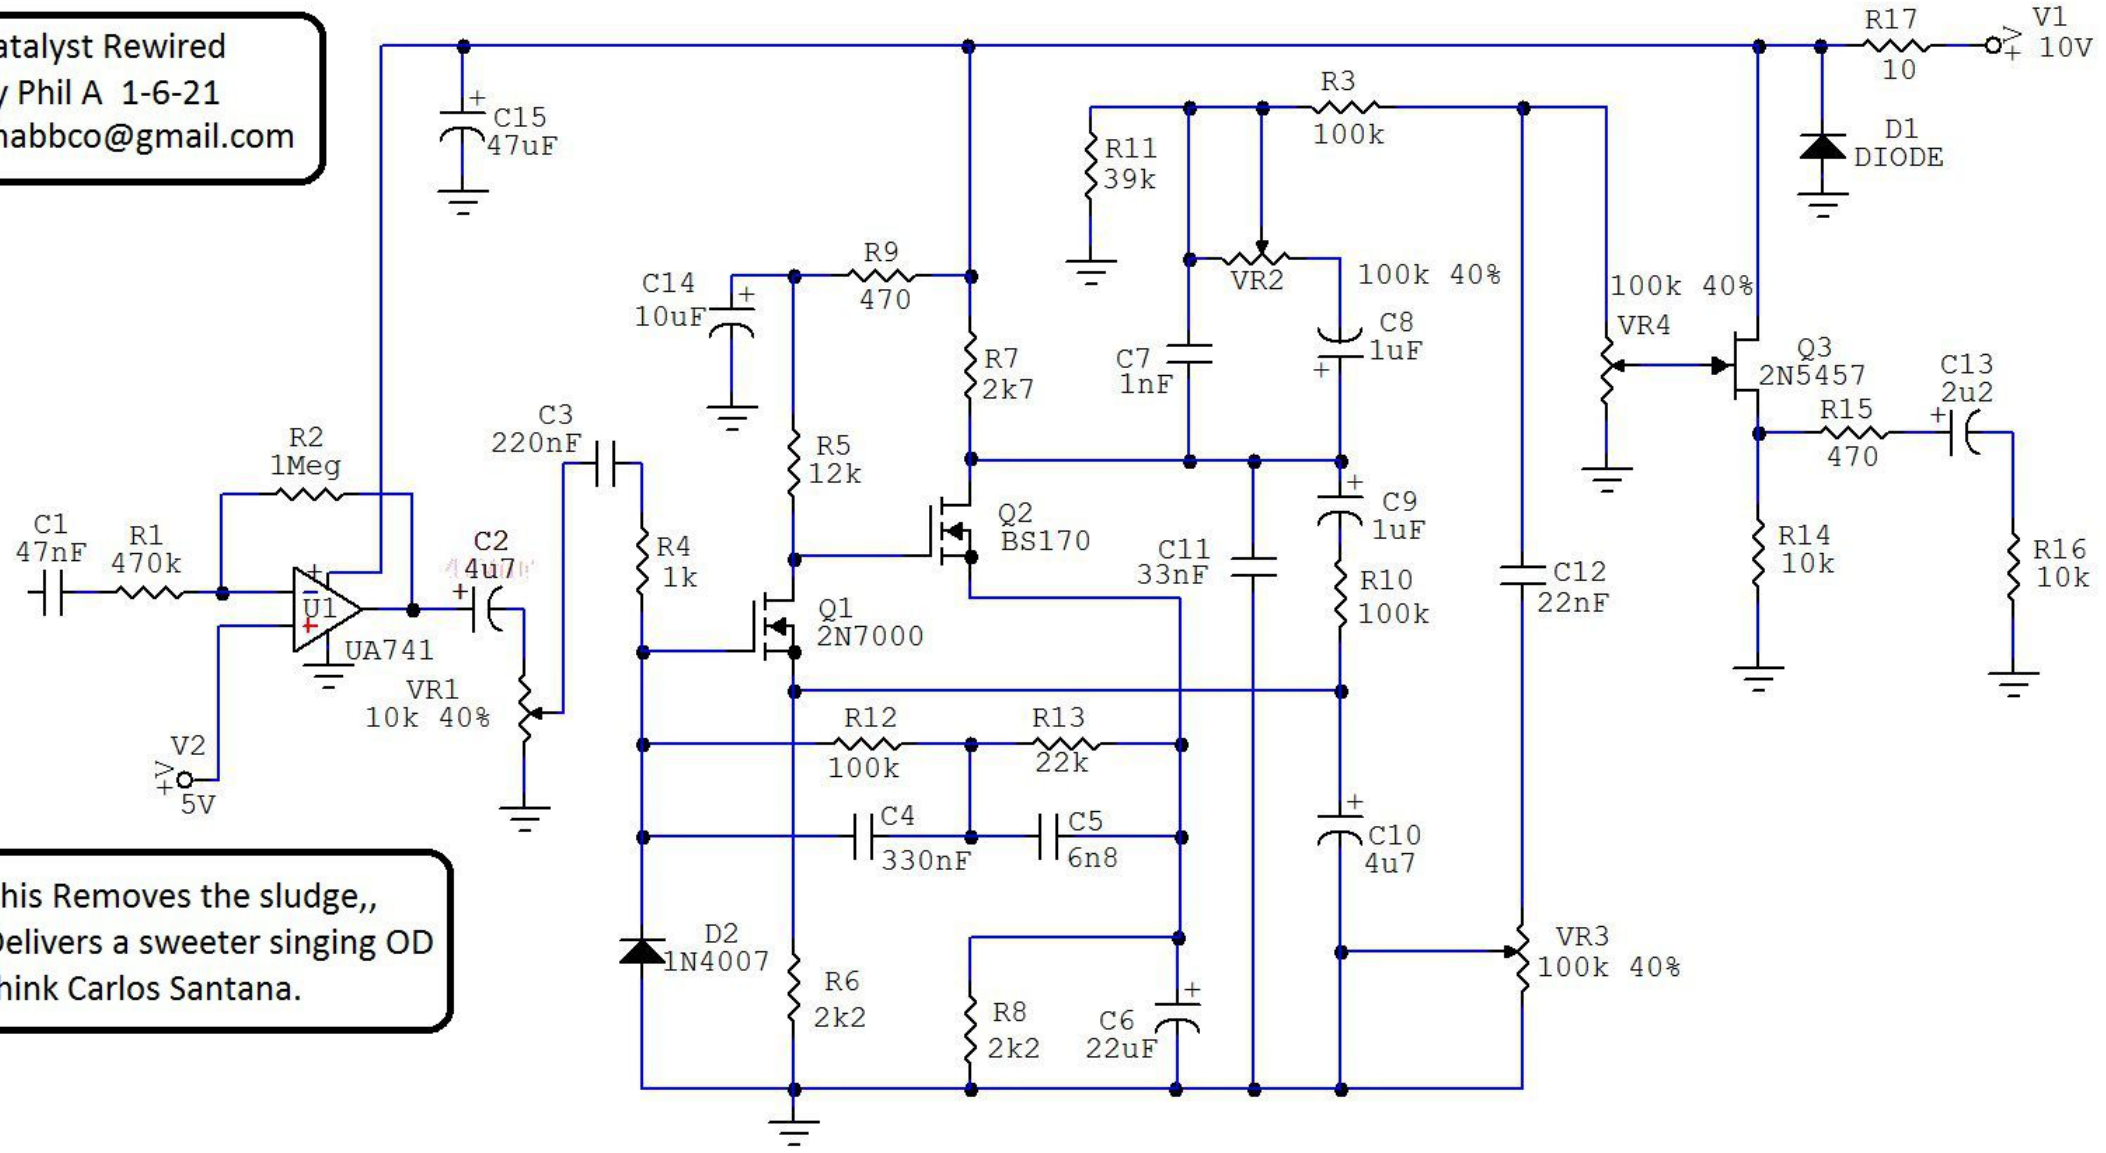 atalyst Rewired
y Phil A 1-6-21
nabbco@gmail.com
C15
47uF
R3
100k
R17
10
V1
10V
+V
D1
DIODE
R11
39k
R9
470
C14
10uF
VR2
100k 40%
100k 40%
VR4
C8
1uF
C7
1nF
R7
2k7
Q3
2N5457
C13
2u2
R15
470
C3
220nF
R2
1Meg
R5
12k
C1
47nF
R1
470k
C2
4u7
R4
1k
Q2
BS170
C9
1uF
C11
33nF
R10
100k
C12
22nF
R14
10k
R16
10k
U1
UA741
Q1
2N7000
VR1
10k 40%
R12
100k
R13
22k
V2
+V
5V
C4
330nF
C5
6n8
C10
4u7
his Removes the sludge,,
Delivers a sweeter singing OD
hink Carlos Santana.
D2
1N4007
VR3
100k 40%
R6
2k2
R8
2k2
C6
22uF